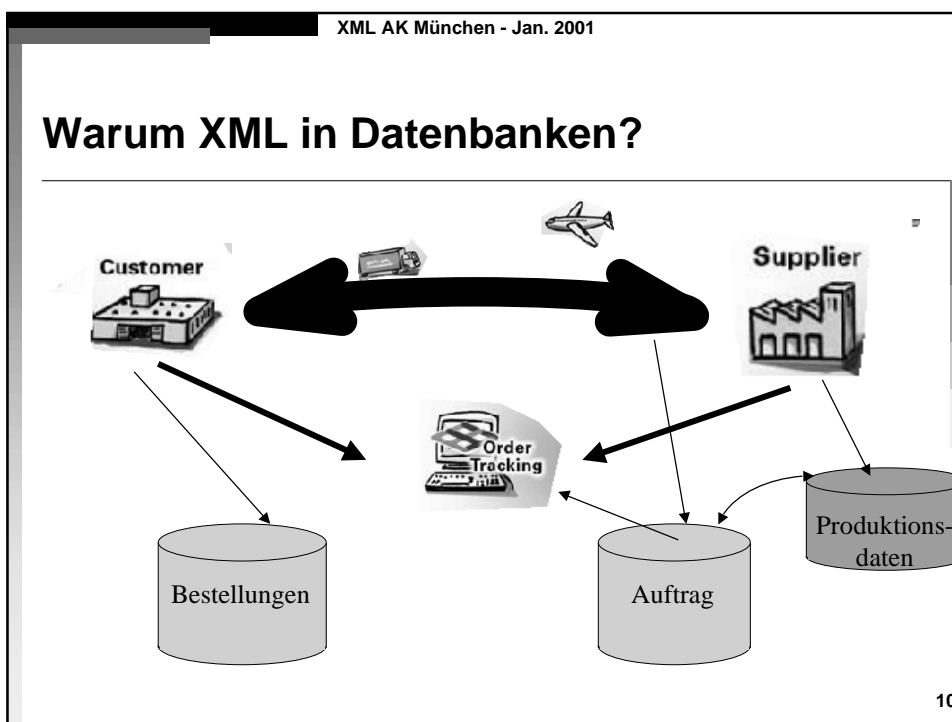 XML AK München - Jan. 2001
Warum XML in Datenbanken?
Customer
Supplier
Order
Tracking
Produktions-
daten
Bestellungen
Auftrag
10